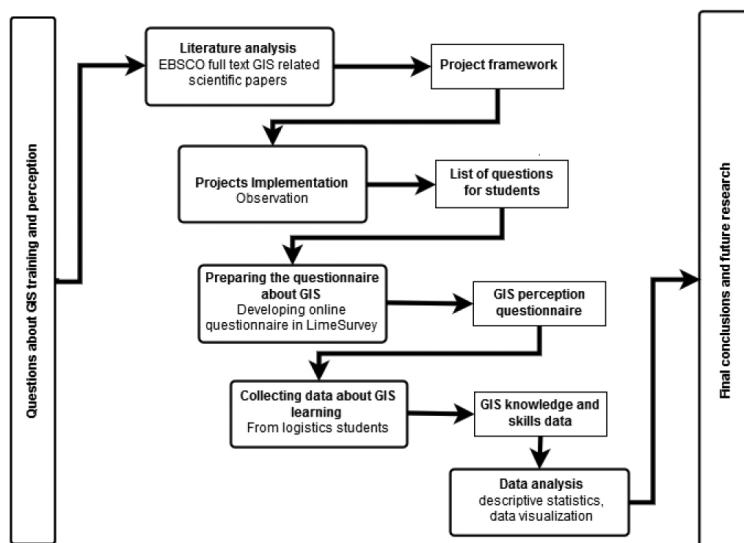 Questions about GIS training and perception
Literature analysis
EBSCO full text GIS related
scientific papers
Project framework
Projects Implementation
Observation
List of questions
for students
Preparing the questionnaire
about GIS
Developing online
questionnaire in LimeSurvey
GIS perception
questionnaire
Collecting data about GIS
learning
From logistics students
GIS knowledge and
skills data
Data analysis
descriptive statistics,
data visualization
Final conclusions and future research